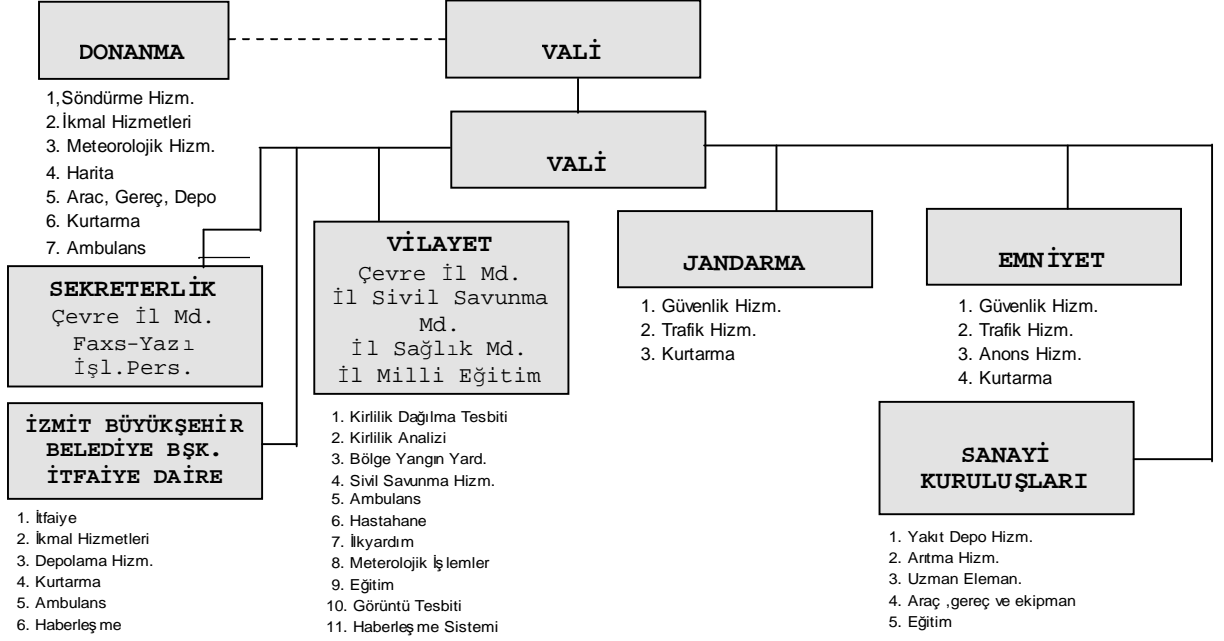 DONANMA
1,Söndürme Hizm.
2.İkmal Hizmetleri
3. Meteorolojik Hizm.
4. Harita
5. Arac, Gereç, Depo
6. Kurtarma
7. Ambulans
VALİ
VALİ
SEKRETERLİK
Çevre İl Md.
Faxs-Yazı
İşl.Pers.
İZMİT BÜYÜKŞEHİR
BELEDİYE BŞK.
İTFAİYE DAİRE
1. İtfaiye
2. İkmal Hizmetleri
3. Depolama Hizm.
4. Kurtarma
5. Ambulans
6. Haberleşme
VİLAYET
Çevre İl Md.
İl Sivil Savunma
Md.
İl Sağlık Md.
İl Milli Eğitim
1. Kirlilik Dağılma Tesbiti
2. Kirlilik Analizi
3. Bölge Yangın Yard.
4. Sivil Savunma Hizm.
5. Ambulans
6. Hastahane
7. İlkyardım
8. Meterolojik İşlemler
9. Eğitim
10. Görüntü Tesbiti
11. Haberleşme Sistemi
JANDARMA
1. Güvenlik Hizm.
2. Trafik Hizm.
3. Kurtarma
EMNİYET
1. Güvenlik Hizm.
2. Trafik Hizm.
3. Anons Hizm.
4. Kurtarma
SANAYİ
KURULUŞLARI
1. Yakıt Depo Hizm.
2. Arıtma Hizm.
3. Uzman Eleman.
4. Araç ,gereç ve ekipman
5. Eğitim